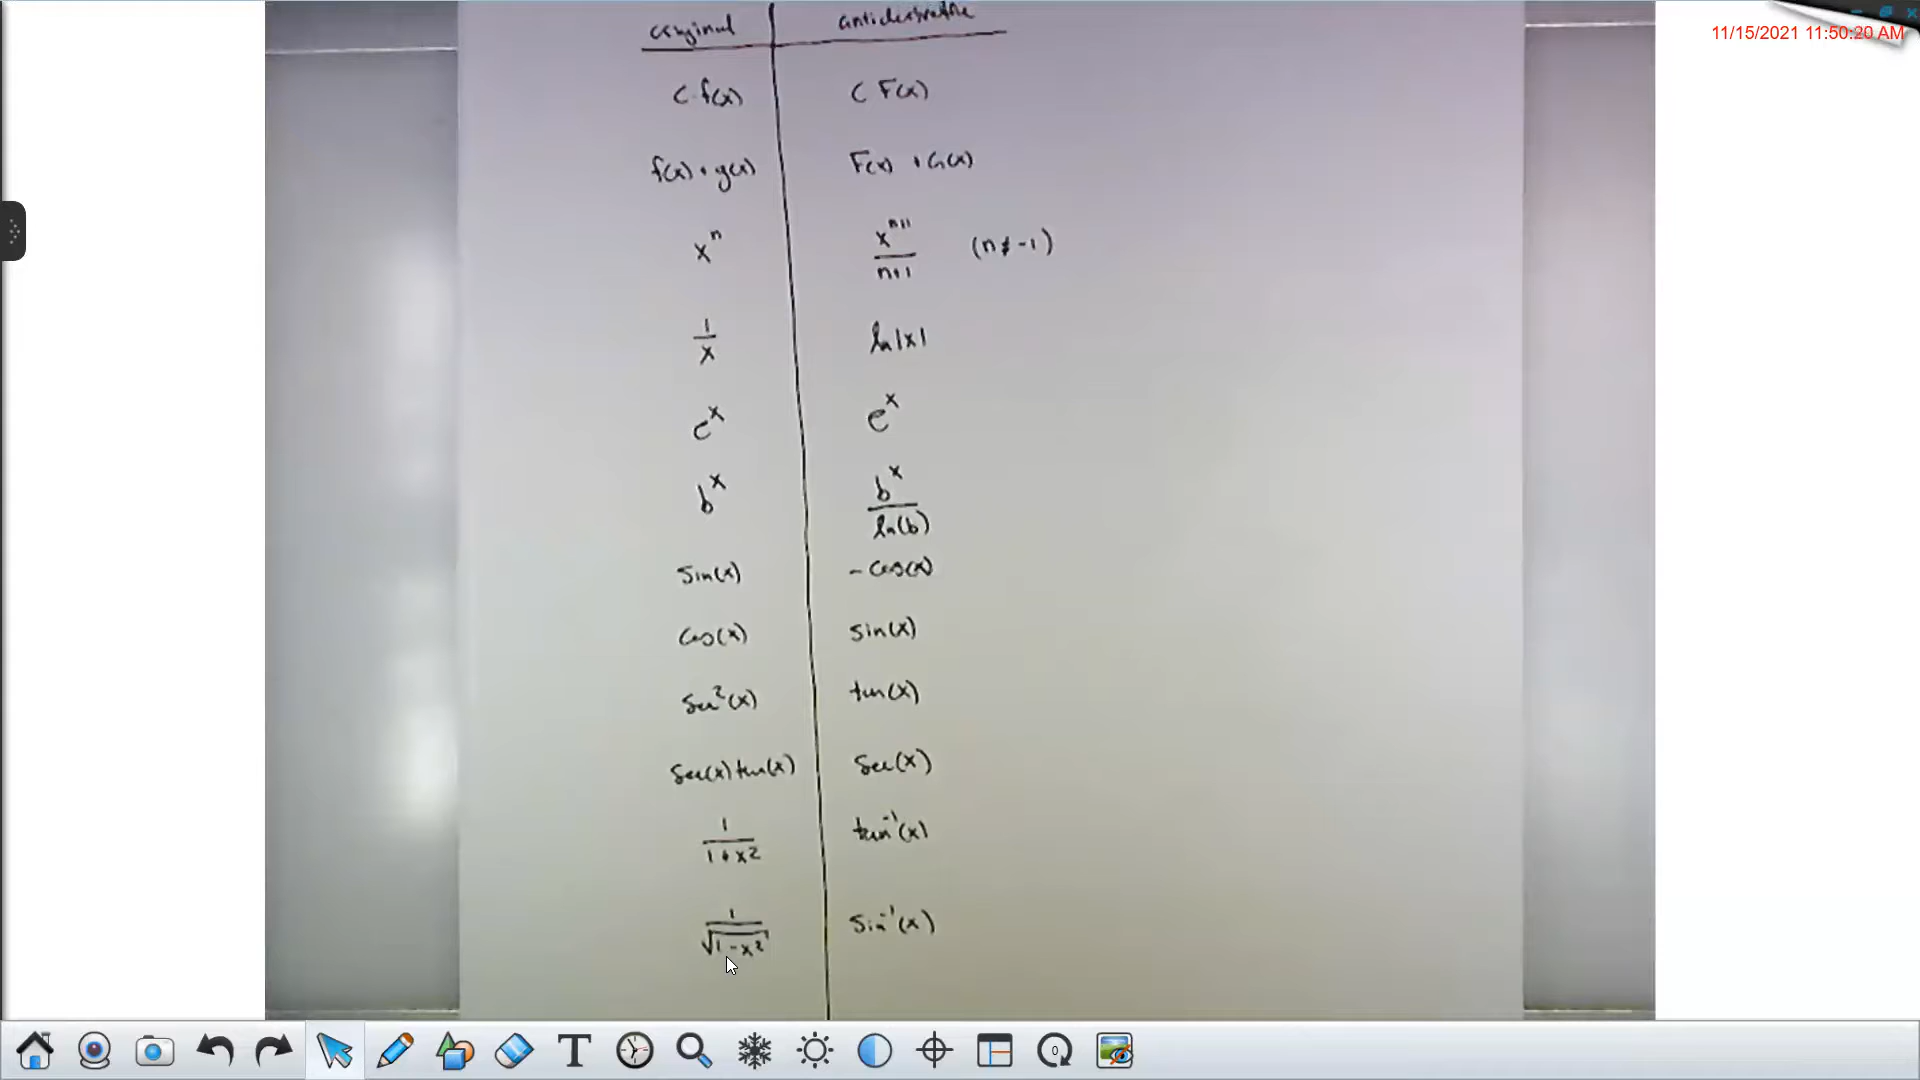 11/15/2021 11:50:20 AM
original antiderivative
c·f(x) c F(x)
f(x) + g(x) F(x) + G(x)
xⁿ xⁿ⁺¹/n+1 (n ≠ -1)
1/x ln|x|
eˣ eˣ
bˣ bˣ/ln(b)
sin(x) -cos(x)
cos(x) sin(x)
sec²(x) tan(x)
sec(x) tan(x) sec(x)
1/1+x² tan⁻¹(x)
1/√1-x² sin⁻¹(x)
T
0